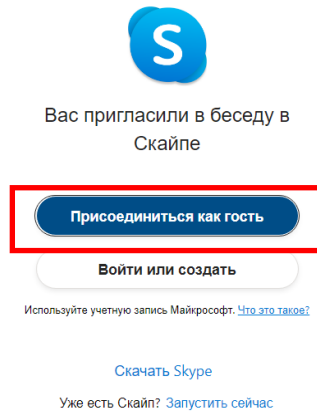 S
Вас пригласили в беседу в
Скайпе
Присоединиться как гость
Войти или создать
Используйте учетную запись Майкрософт. Что это такое?
Скачать Skype
Уже есть Скайп? Запустить сейчас